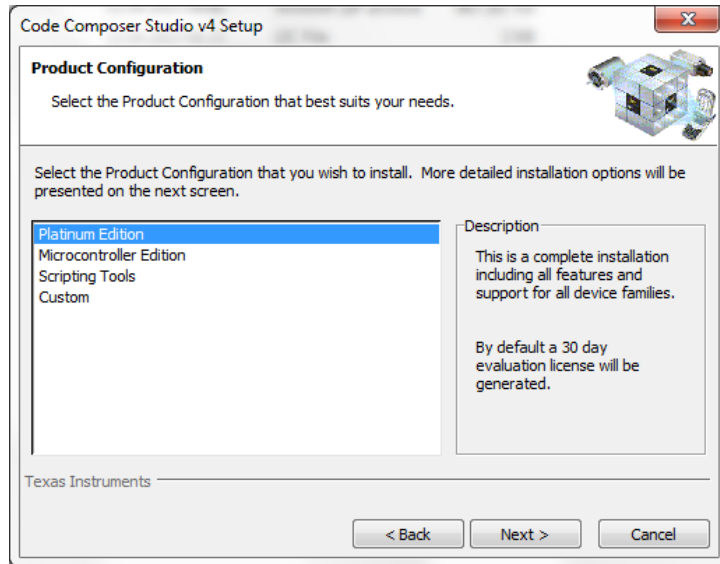 Code Composer Studio v4 Setup
Product Configuration
Select the Product Configuration that best suits your needs.
Select the Product Configuration that you wish to install. More detailed installation options will be
presented on the next screen.
Platinum Edition
Microcontroller Edition
Scripting Tools
Custom
Description
This is a complete installation
including all features and
support for all device families.
By default a 30 day
evaluation license will be
generated.
Texas Instruments
< Back
Next >
Cancel